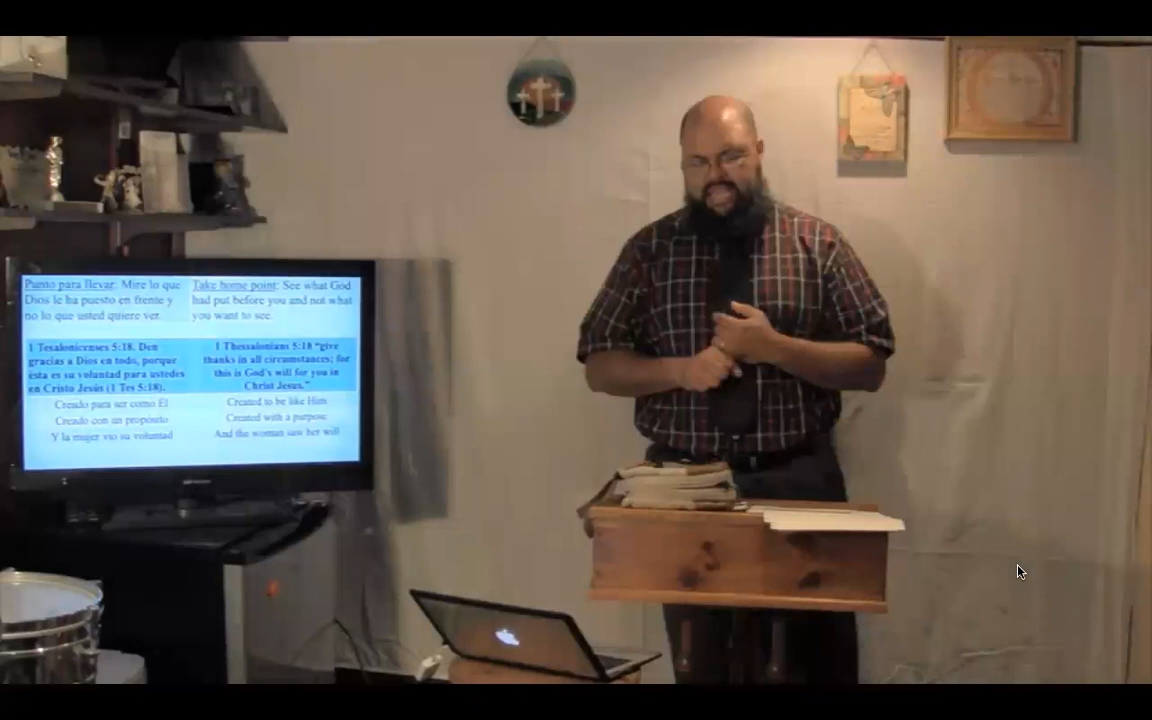 Punto para llevar: Mire lo que
Dios le ha puesto en frente y
no lo que usted quiere ver.
Take home point: See what God
had put before you and not what
you want to see.
1 Tesalonicenses 5:18. Den
gracias a Dios en todo, porque
esta es su voluntad para ustedes
en Cristo Jesús (1 Tes 5:18).
1 Thessalonians 5:18 “give
thanks in all circumstances; for
this is God's will for you in
Christ Jesus.”
Creado para ser como Él
Creado con un propósito
Y la mujer vio su voluntad
Created to be like Him
Created with a purpose
And the woman saw her will